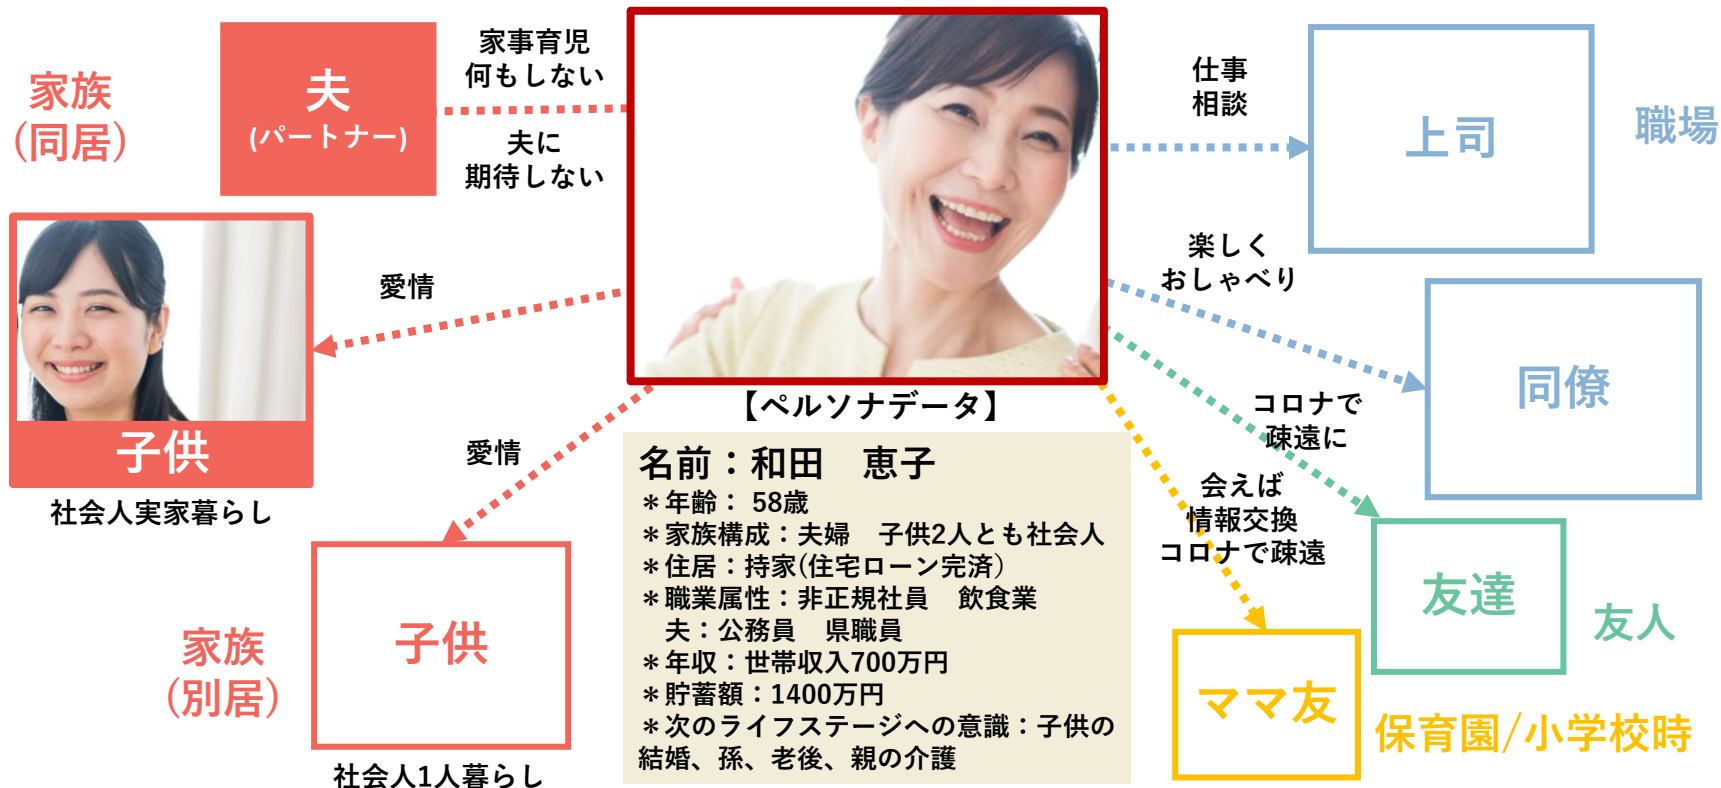 家族
(同居)
夫
(パートナー)
家事育児
何もしない
夫に
期待しない
仕事
相談
上司
職場
愛情
楽しく
おしゃべり
同僚
子供
社会人実家暮らし
【ペルソナデータ】
名前：和田　恵子
＊年齢： 58歳
＊家族構成：夫婦　子供2人とも社会人
＊住居：持家(住宅ローン完済)
＊職業属性：非正規社員　飲食業
夫：公務員　県職員
＊年収：世帯収入700万円
＊貯蓄額：1400万円
＊次のライフステージへの意識：子供の
結婚、孫、老後、親の介護
愛情
家族
(別居)
子供
社会人1人暮らし
コロナで
疎遠に
友達
友人
会えば
情報交換
コロナで疎遠
ママ友
保育園/小学校時